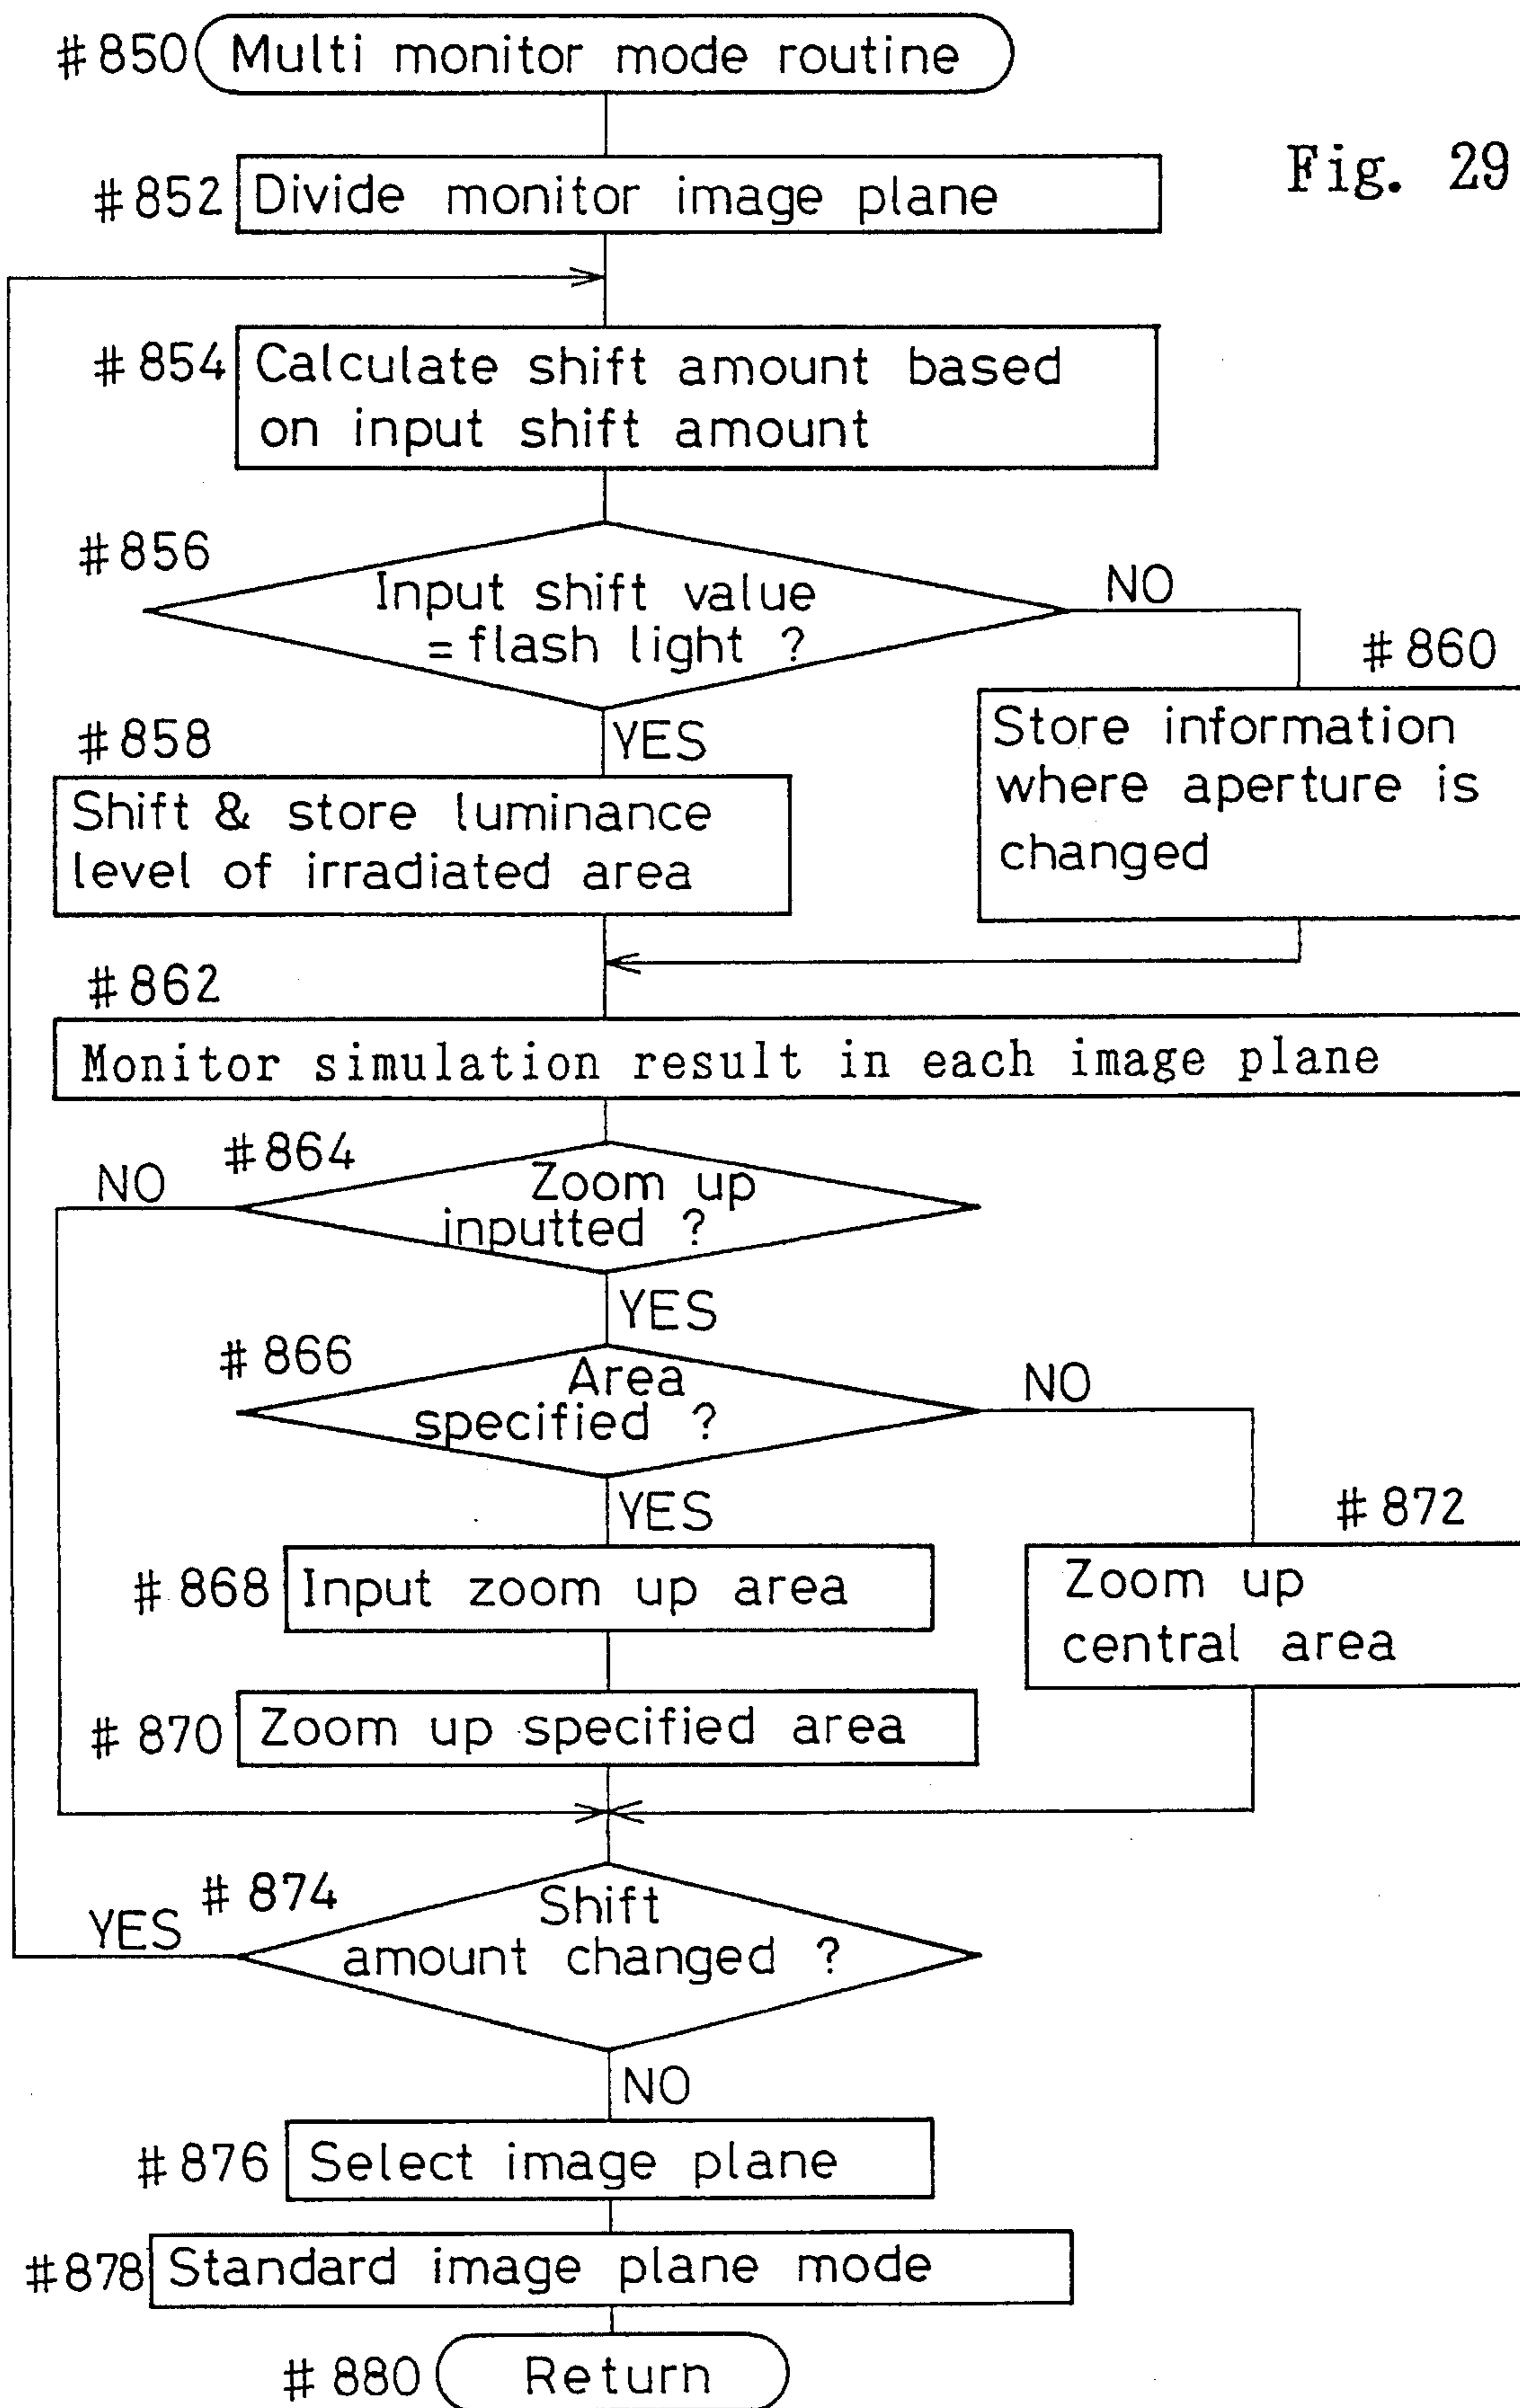 #850 Multi monitor mode routine
Fig. 29
#852 Divide monitor image plane
#854 Calculate shift amount based
on input shift amount
#856
Input shift value
= flash light ?
NO
YES
#858
Shift & store luminance
level of irradiated area
#860
Store information
where aperture is
changed
#862
Monitor simulation result in each image plane
#864
Zoom up
inputted ?
NO
YES
#866
Area
specified ?
NO
YES
#868 Input zoom up area
#870 Zoom up specified area
#872
Zoom up
central area
#874
Shift
amount changed ?
YES
NO
#876 Select image plane
#878 Standard image plane mode
#880 Return